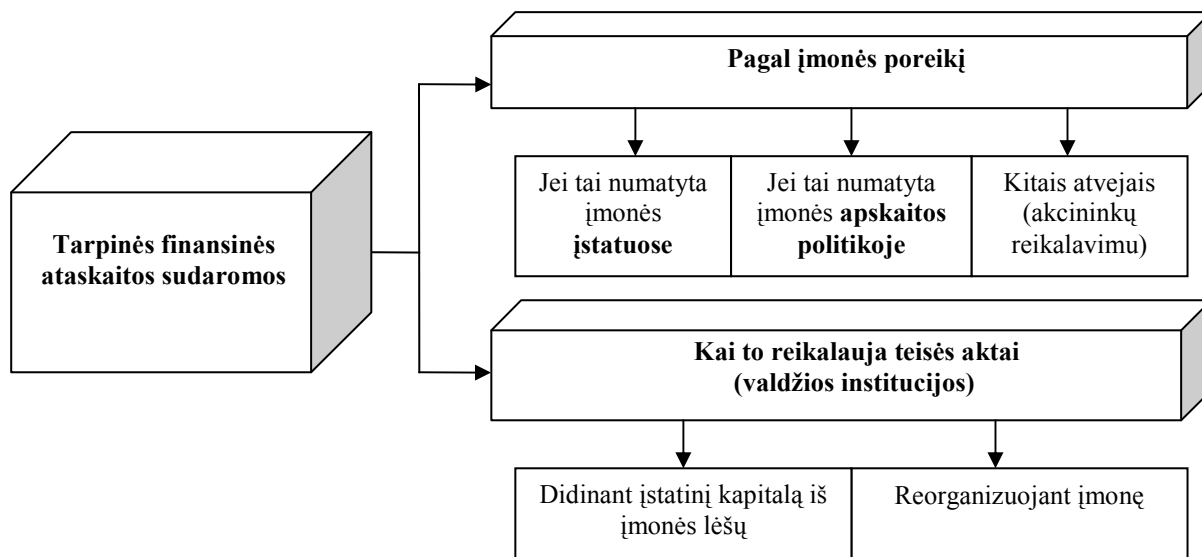 Pagal įmonės poreikį
Tarpinės finansinės
ataskaitos sudaromos
Jei tai numatyta
įmonės
įstatuose
Jei tai numatyta
įmonės apskaitos
politikoje
Kitais atvejais
(akcininkų
reikalavimu)
Kai to reikalauja teisės aktai
(valdžios institucijos)
Didinant įstatinį kapitalą iš
įmonės lėšų
Reorganizuojant įmonę